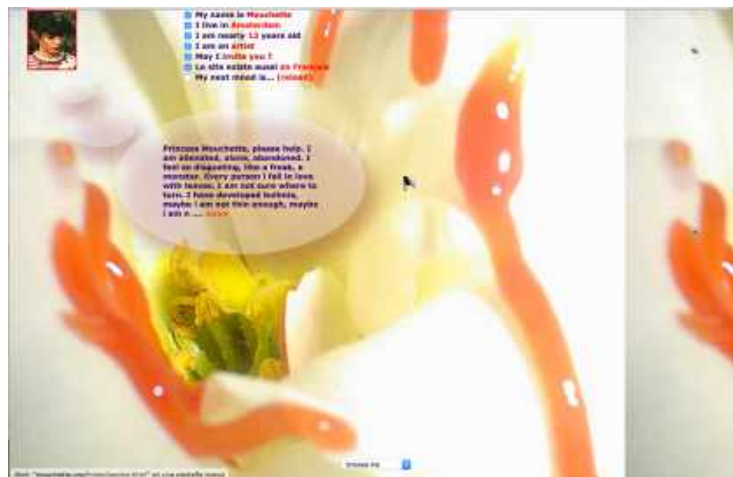 My name is Mouchette
I live in Amsterdam
I am nearly 13 years old
I am an artist
May I invite you ?
Le site existe aussi en Français
My next mood is... (reload)
Princess Mouchette, please help. I
am alienated, alone, abandoned. I
feel so disgusting, like a freak, a
monster. Every person I fall in love
with leaves. I am not sure where to
turn. I have developed bulimia,
maybe I am not thin enough, maybe
I am n ....